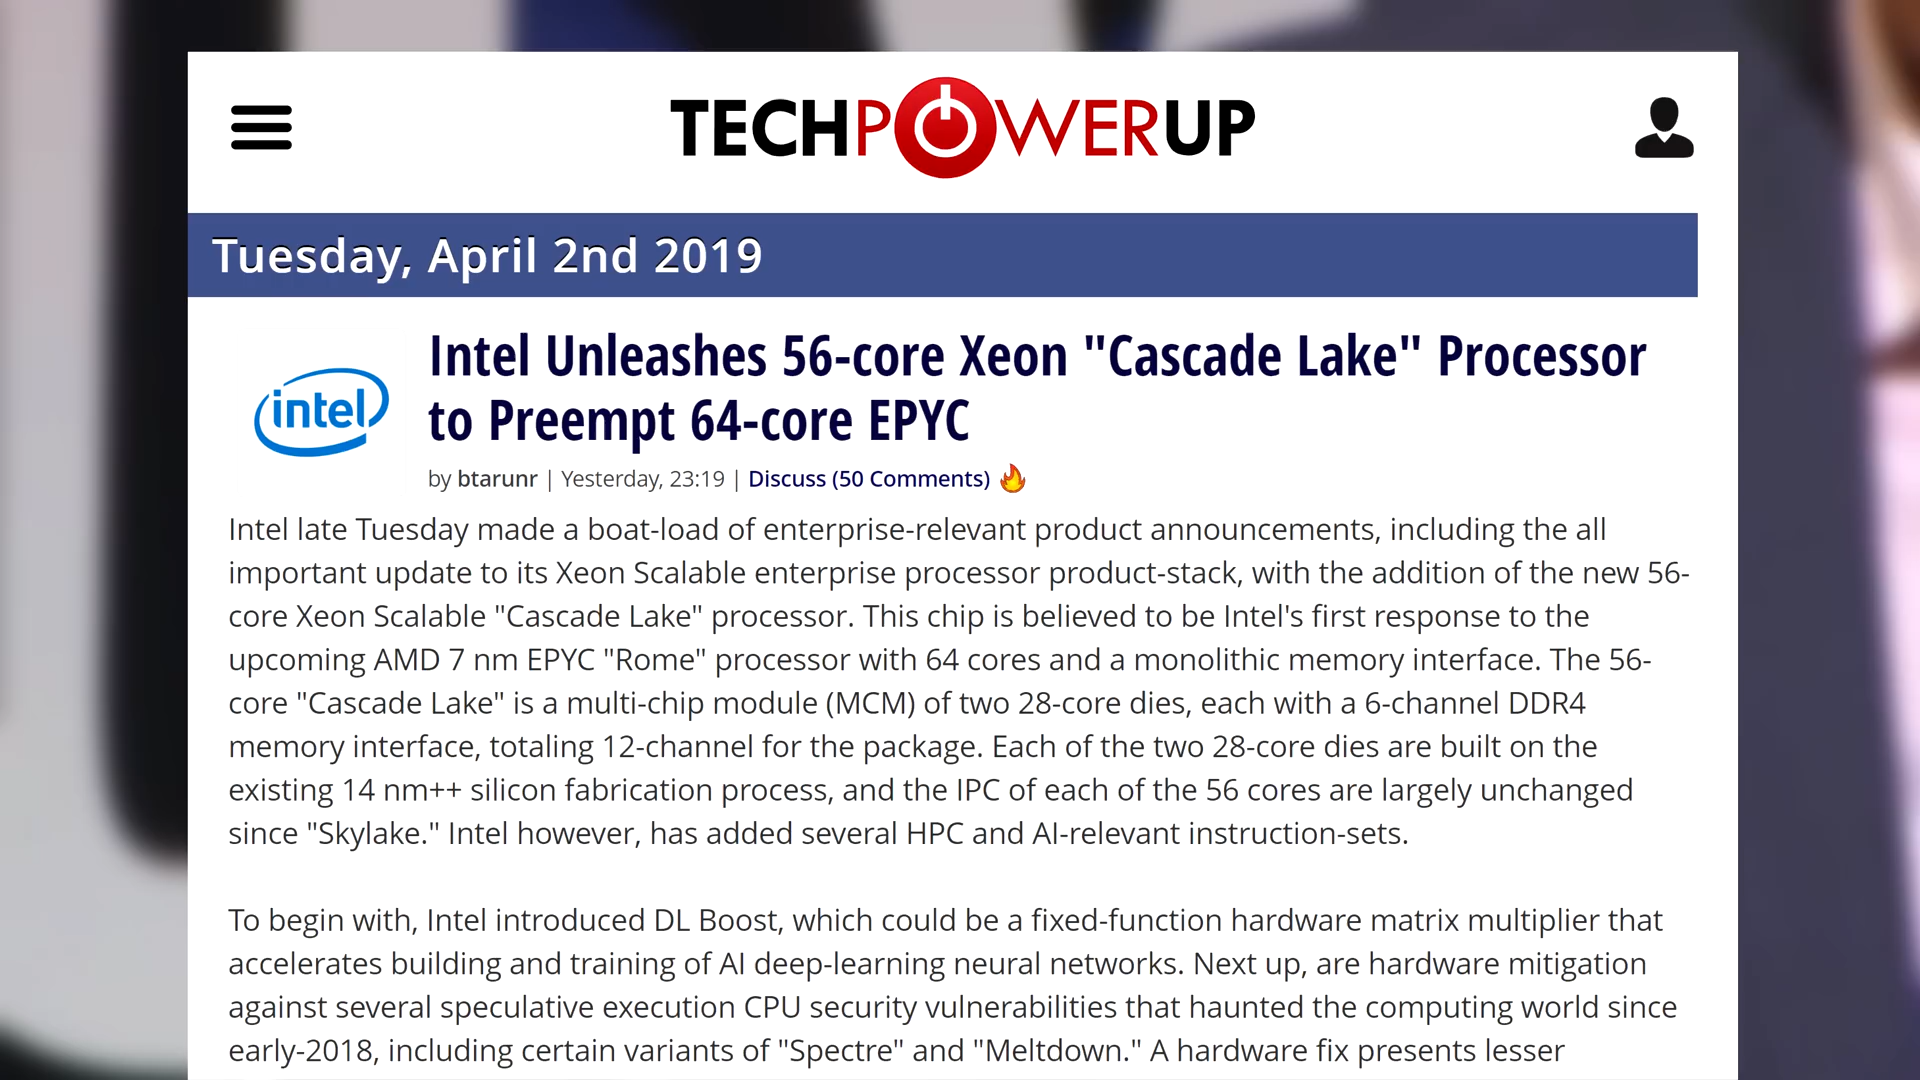 TECHPOWERUP
Tuesday, April 2nd 2019
intel
Intel Unleashes 56-core Xeon "Cascade Lake" Processor
to Preempt 64-core EPYC
by btarunr | Yesterday, 23:19 | Discuss (50 Comments)
Intel late Tuesday made a boat-load of enterprise-relevant product announcements, including the all
important update to its Xeon Scalable enterprise processor product-stack, with the addition of the new 56-
core Xeon Scalable "Cascade Lake" processor. This chip is believed to be Intel's first response to the
upcoming AMD 7 nm EPYC "Rome" processor with 64 cores and a monolithic memory interface. The 56-
core "Cascade Lake" is a multi-chip module (MCM) of two 28-core dies, each with a 6-channel DDR4
memory interface, totaling 12-channel for the package. Each of the two 28-core dies are built on the
existing 14 nm++ silicon fabrication process, and the IPC of each of the 56 cores are largely unchanged
since "Skylake." Intel however, has added several HPC and AI-relevant instruction-sets.
To begin with, Intel introduced DL Boost, which could be a fixed-function hardware matrix multiplier that
accelerates building and training of AI deep-learning neural networks. Next up, are hardware mitigation
against several speculative execution CPU security vulnerabilities that haunted the computing world since
early-2018, including certain variants of "Spectre" and "Meltdown." A hardware fix presents lesser